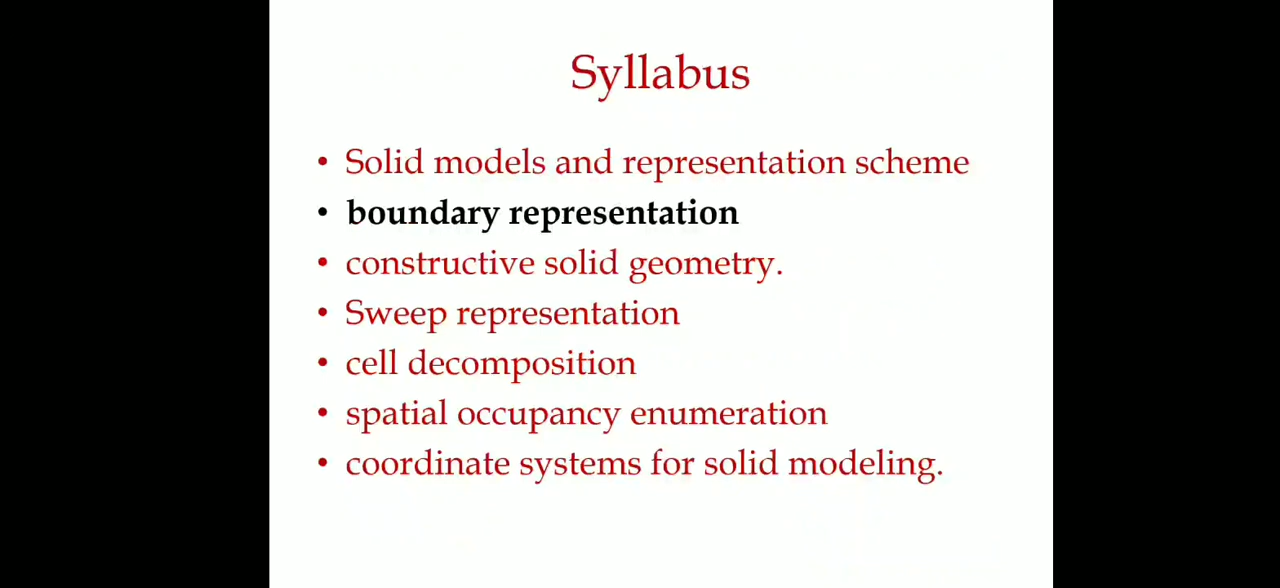 Syllabus
• Solid models and representation scheme
• boundary representation
• constructive solid geometry.
• Sweep representation
• cell decomposition
• spatial occupancy enumeration
• coordinate systems for solid modeling.